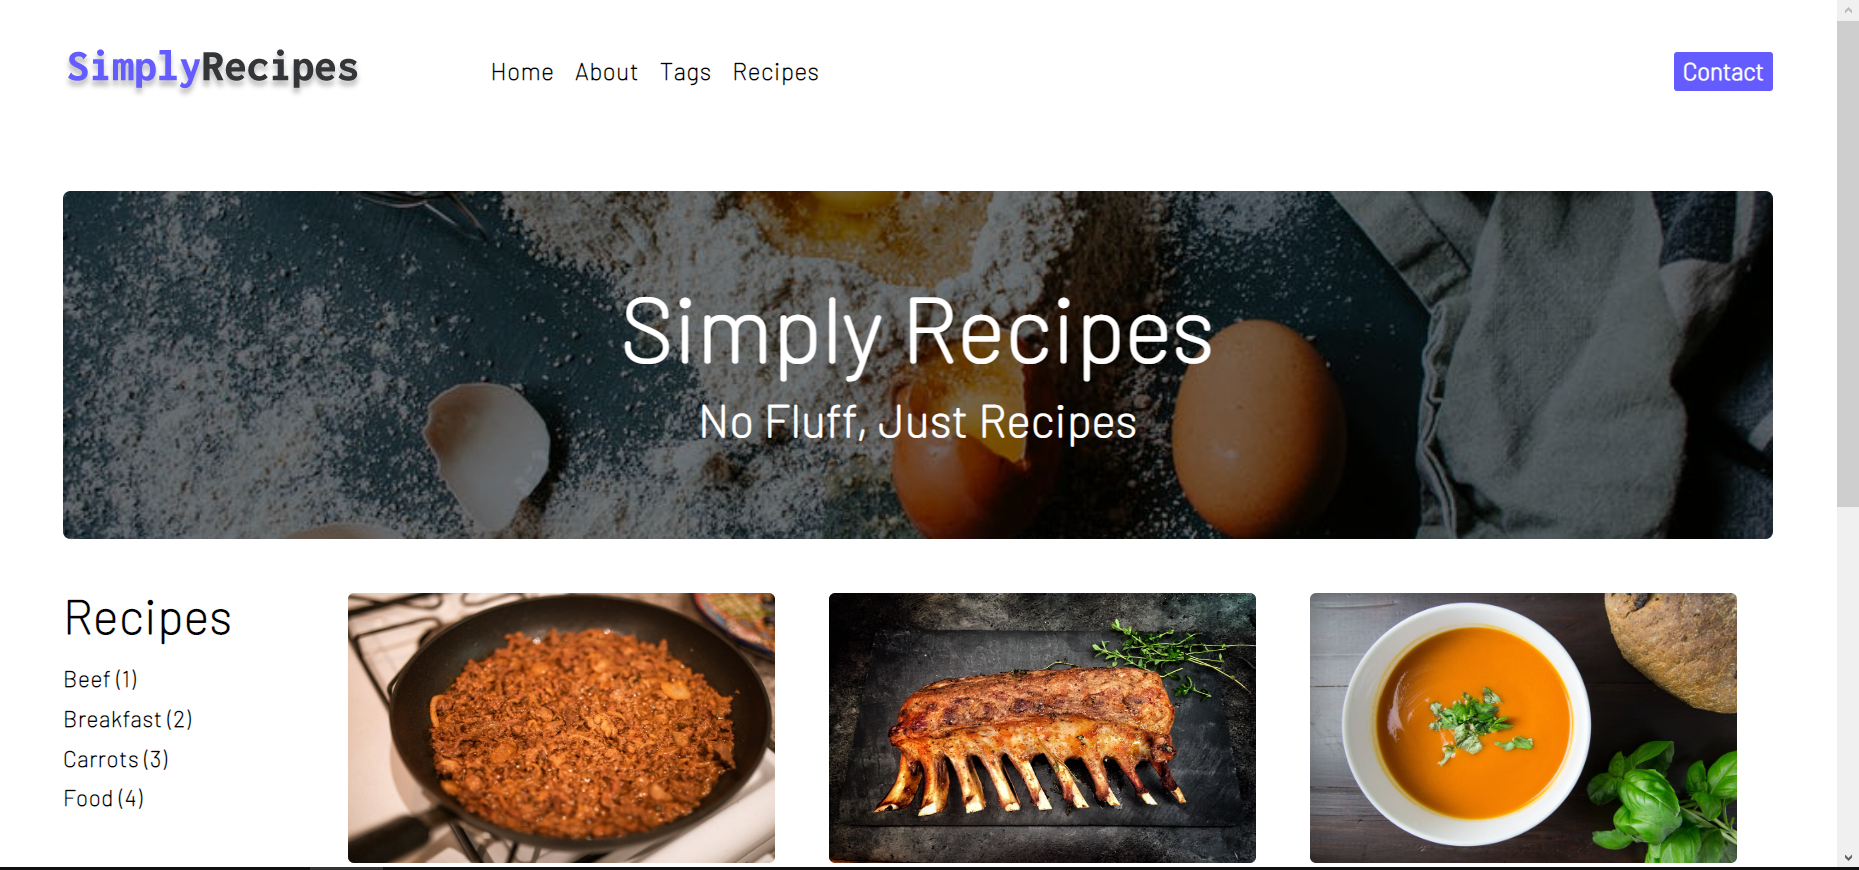 SimplyRecipes
Home About Tags Recipes
Contact
Simply Recipes
No Fluff, Just Recipes
Recipes
Beef (1)
Breakfast (2)
Carrots (3)
Food (4)